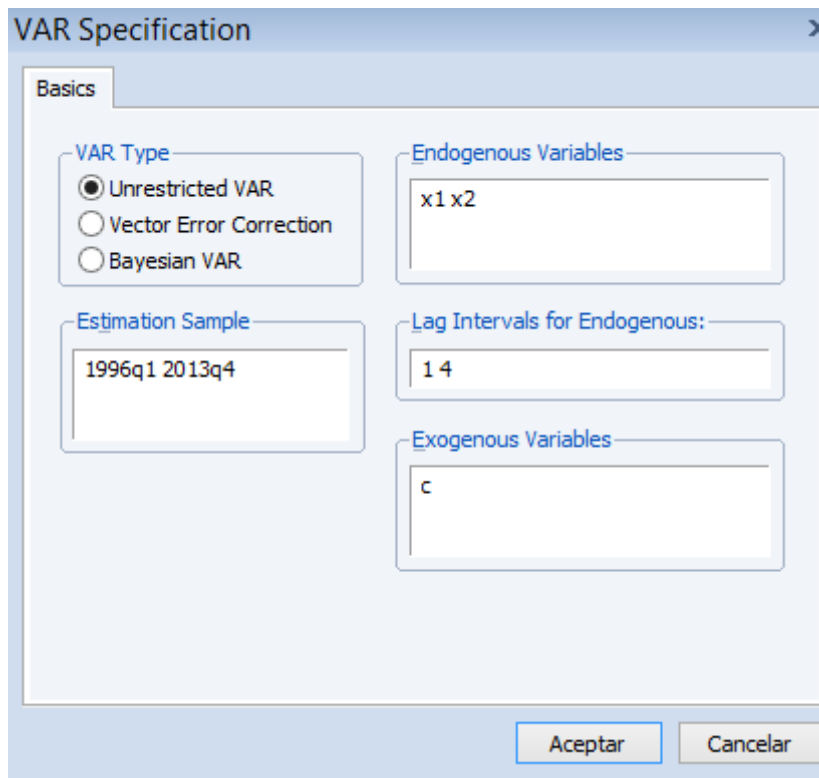 VAR Specification
Basics
VAR Type
Unrestricted VAR
Vector Error Correction
Bayesian VAR
Estimation Sample
1996q1 2013q4
Endogenous Variables
x1 x2
Lag Intervals for Endogenous:
1 4
Exogenous Variables
c
Aceptar
Cancelar